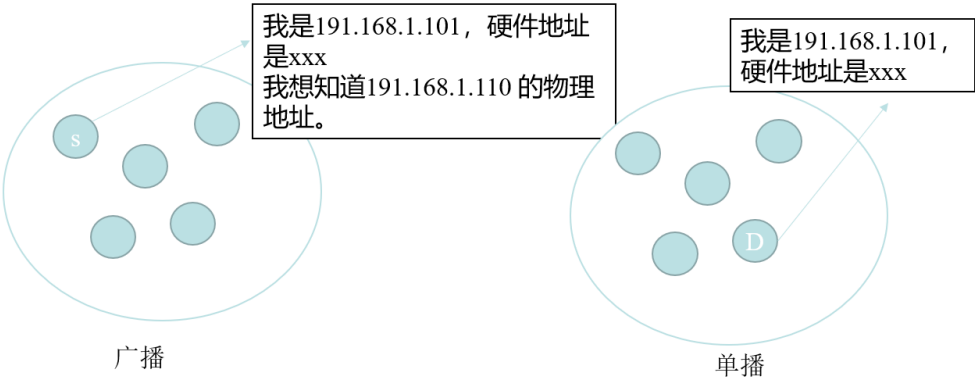 我是191.168.1.101，硬件地址
是xxx
我想知道191.168.1.110 的物理
地址。
s
广播
我是191.168.1.101，
硬件地址是xxx
D
单播